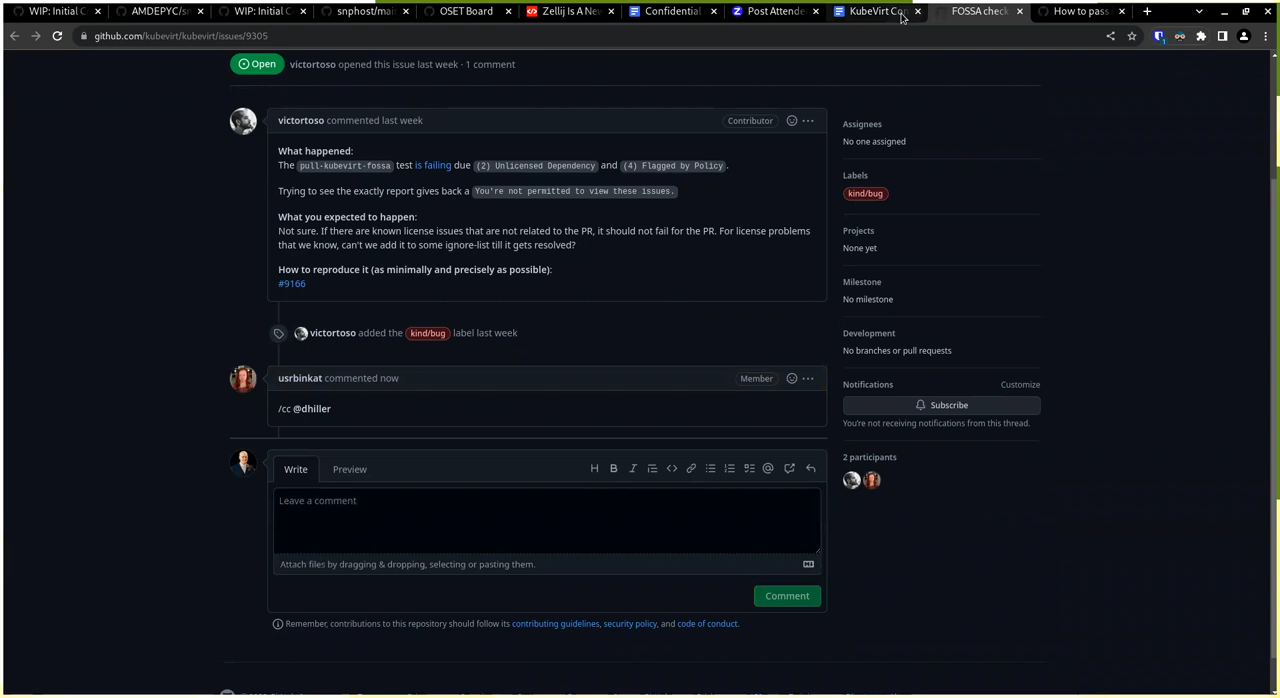 WIP: Initial C
AMDEPYC/sn
WIP: Initial C
snphost/mai
OSET Board
Zellij Is A New
Confidential
Post Attende
KubeVirt Co
FOSSA check
How to pass
github.com/kubevirt/kubevirt/issues/9305
Open victortoso opened this issue last week · 1 comment
victortoso commented last week
Contributor
What happened:
The pull-kubevirt-fossa test is failing due (2) Unlicensed Dependency and (4) Flagged by Policy.
Trying to see the exactly report gives back a You're not permitted to view these issues.
What you expected to happen:
Not sure. If there are known license issues that are not related to the PR, it should not fail for the PR. For license problems
that we know, can't we add it to some ignore-list till it gets resolved?
How to reproduce it (as minimally and precisely as possible):
#9166
victortoso added the kind/bug label last week
usrbinkat commented now
Member
/cc @dhiller
Write
Preview
Leave a comment
Attach files by dragging & dropping, selecting or pasting them.
Comment
Remember, contributions to this repository should follow its contributing guidelines, security policy, and code of conduct.
Assignees
No one assigned
Labels
kind/bug
Projects
None yet
Milestone
No milestone
Development
No branches or pull requests
Notifications
Customize
Subscribe
You're not receiving notifications from this thread.
2 participants